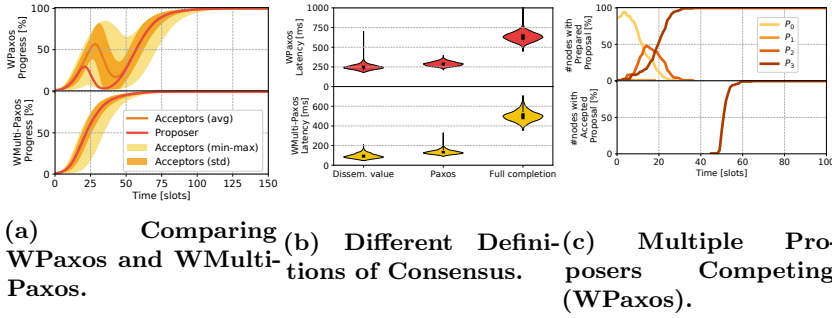 WPaxos
Progress [%]
100
50
0
WMulti-Paxos
Progress [%]
100
50
0
Acceptors (avg)
Proposer
Acceptors (min-max)
Acceptors (std)
0 25 50 75 100 125 150
Time [slots]
(a) Comparing
WPaxos and WMulti-
Paxos.
WPaxos
Latency [ms]
1000
750
500
250
0
WMulti-Paxos
Latency [ms]
600
400
200
0
Dissem. value Paxos Full completion
(b) Different Defini-
tions of Consensus.
#nodes with
Prepared
Proposal [%]
100
50
0
P0
P1
P2
P3
#nodes with
Accepted
Proposal [%]
50
0
0 20 40 60 80 100
Time [slots]
(c) Multiple Pro-
posers Competing
(WPaxos).